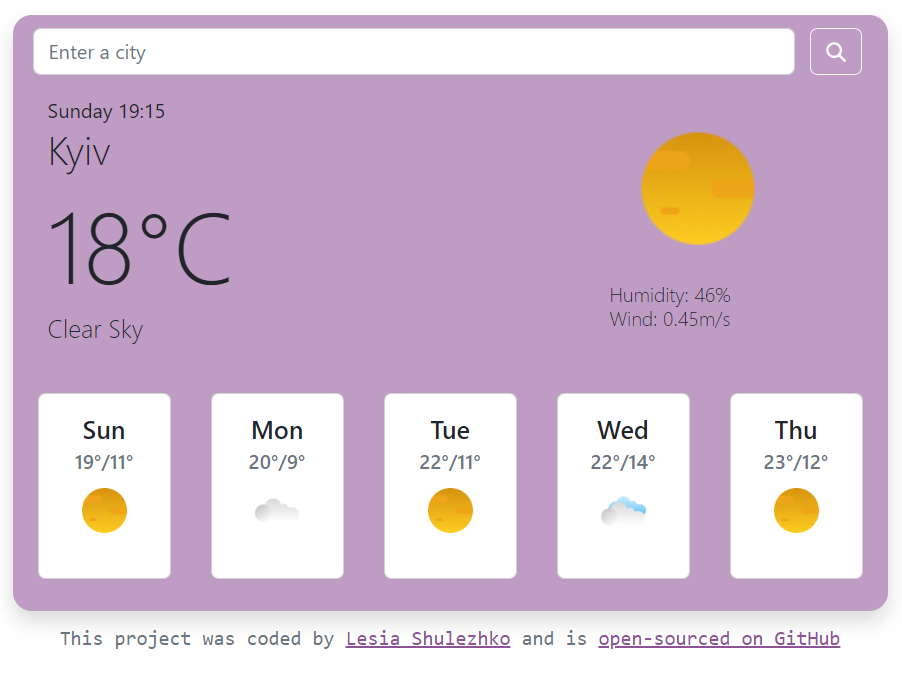 Enter a city
Sunday 19:15
Kyiv
18°C
Clear Sky
Humidity: 46%
Wind: 0.45m/s
Sun
19°/11°
Mon
20°/9°
Tue
22°/11°
Wed
22°/14°
Thu
23°/12°
This project was coded by Lesia Shulezhko and is open-sourced on GitHub